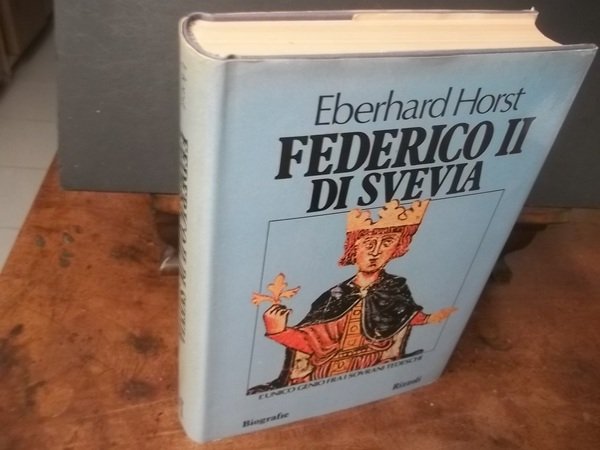 Eberhard Horst
FEDERICO II
DI SVEVIA
L'UNICO GENIO FRA I SOVRANI TEDESCHI
Biografie
Rizzoli